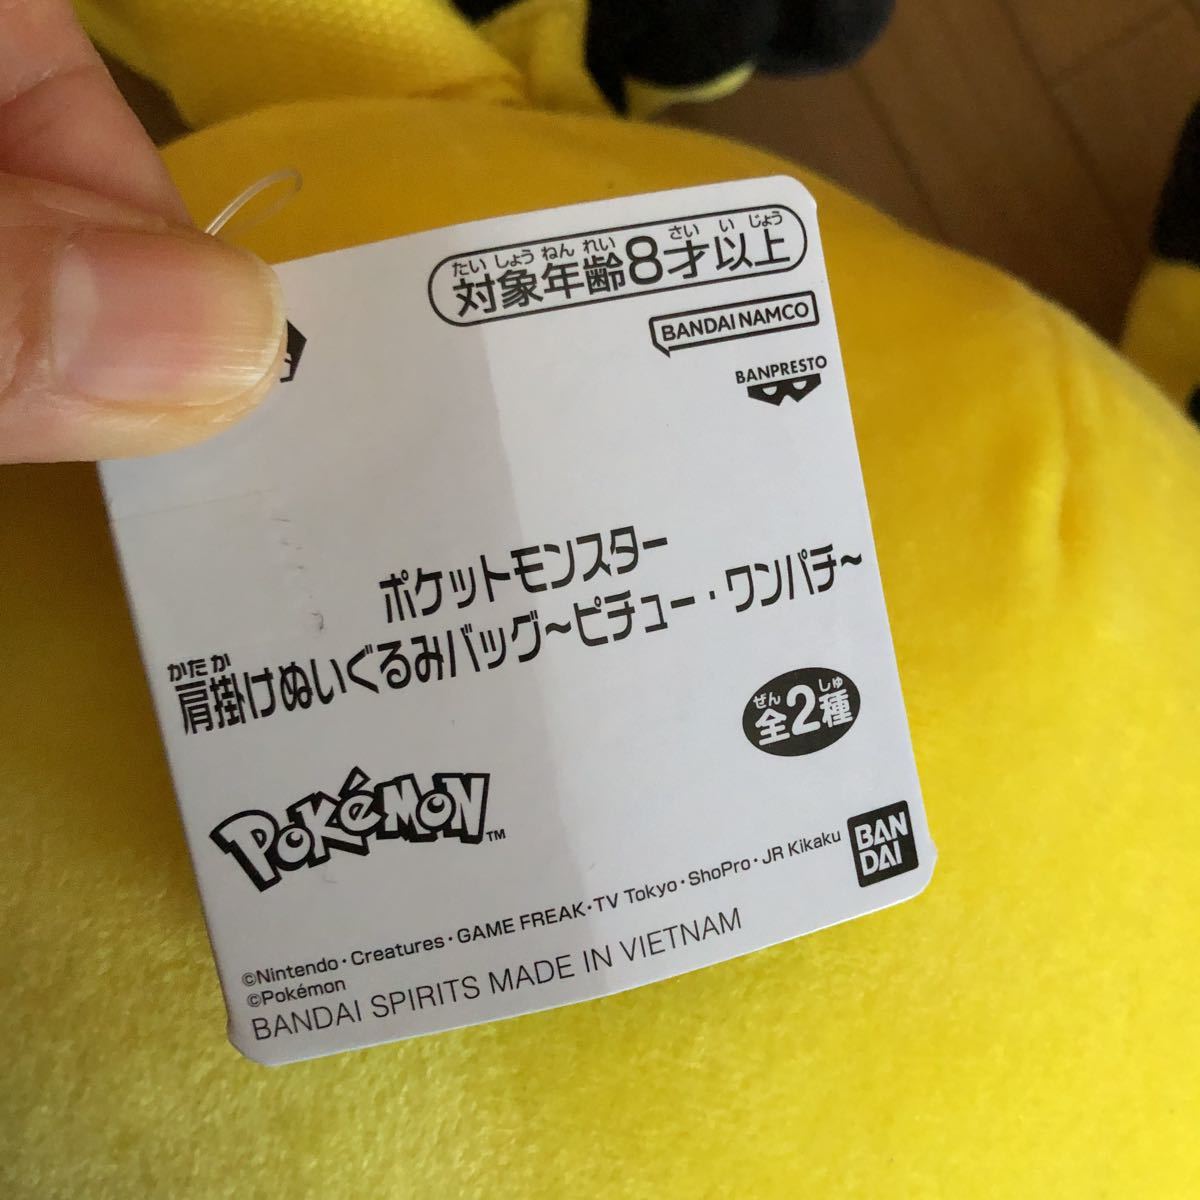 たいしょうねんれい さいいじょう
対象年齢8才以上
BANDAI NAMCO
BANPRESTO
ポケットモンスター
かたか
肩掛けぬいぐるみバッグ～ピチュー・ワンパチ～
ぜん しゅ
全2種
POKéMON™
BAN
DAI
©Nintendo・Creatures・GAME FREAK・TV Tokyo・ShoPro・JR Kikaku
©Pokémon
BANDAI SPIRITS MADE IN VIETNAM